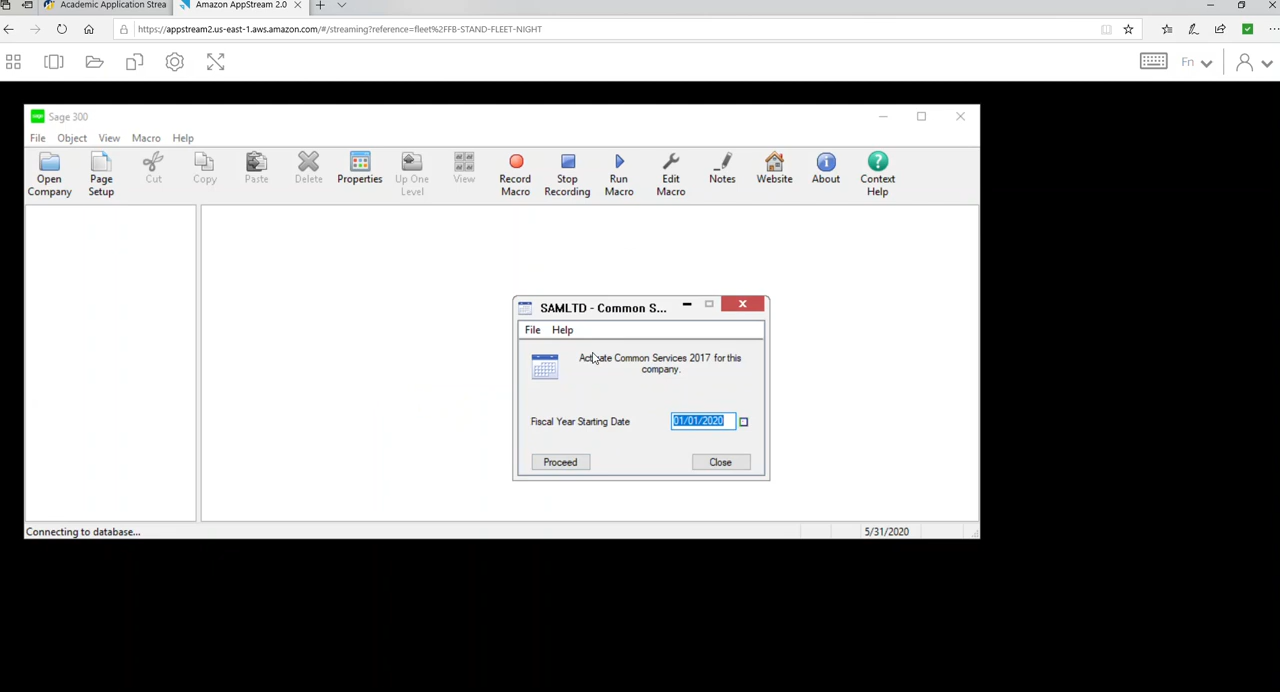 Academic Application Strea
Amazon AppStream 2.0
https://appstream2.us-east-1.aws.amazon.com/#/streaming?reference=fleet%2FFB-STAND-FLEET-NIGHT
Fn
sage Sage 300
File Object View Macro Help
Open Company
Page Setup
Cut
Copy
Paste
Delete
Properties
Up One Level
View
Record Macro
Stop Recording
Run Macro
Edit Macro
Notes
Website
About
Context Help
SAMLTD - Common S...
File Help
Activate Common Services 2017 for this
company.
Fiscal Year Starting Date 01/01/2020
Proceed Close
Connecting to database... 5/31/2020